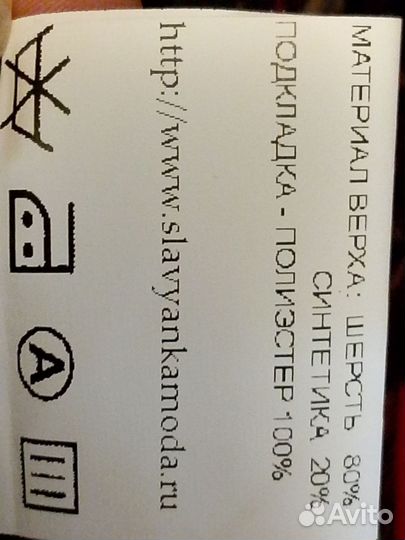 МАТЕРИАЛ ВЕРХА: ШЕРСТЬ 80%
СИНТЕТИКА 20%
ПОДКЛАДКА - ПОЛИЭСТЕР 100%
http://www.slavyankamoda.ru
A
Avito